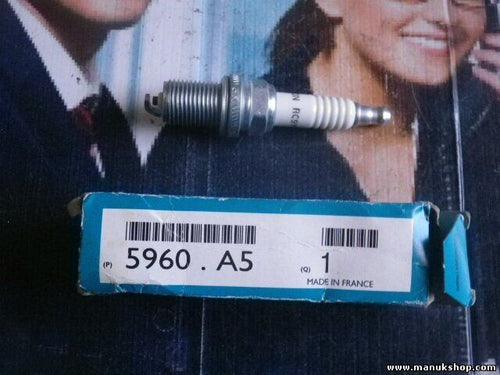 (P) 5960 . A5
(Q) 1
MADE IN FRANCE
www.manukshop.com